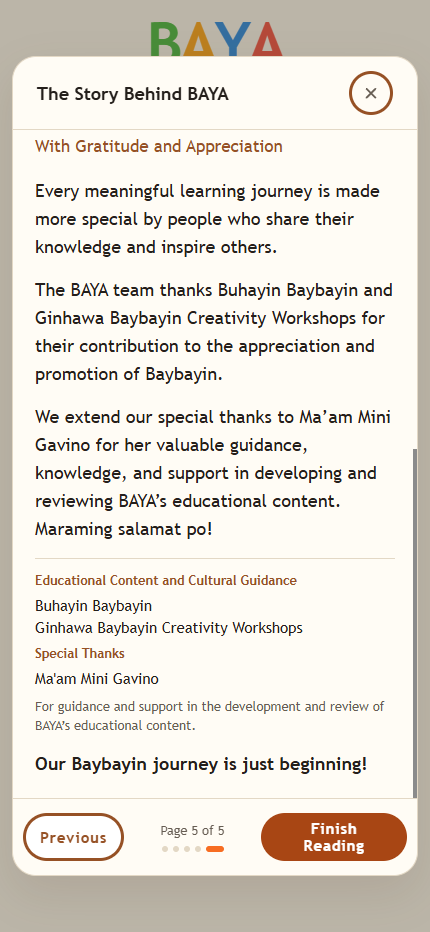 BAYA
The Story Behind BAYA
With Gratitude and Appreciation
Every meaningful learning journey is made
more special by people who share their
knowledge and inspire others.
The BAYA team thanks Buhayin Baybayin and
Ginhawa Baybayin Creativity Workshops for
their contribution to the appreciation and
promotion of Baybayin.
We extend our special thanks to Ma’am Mini
Gavino for her valuable guidance,
knowledge, and support in developing and
reviewing BAYA’s educational content.
Maraming salamat po!
Educational Content and Cultural Guidance
Buhayin Baybayin
Ginhawa Baybayin Creativity Workshops
Special Thanks
Ma'am Mini Gavino
For guidance and support in the development and review of
BAYA’s educational content.
Our Baybayin journey is just beginning!
Previous
Page 5 of 5
Finish
Reading